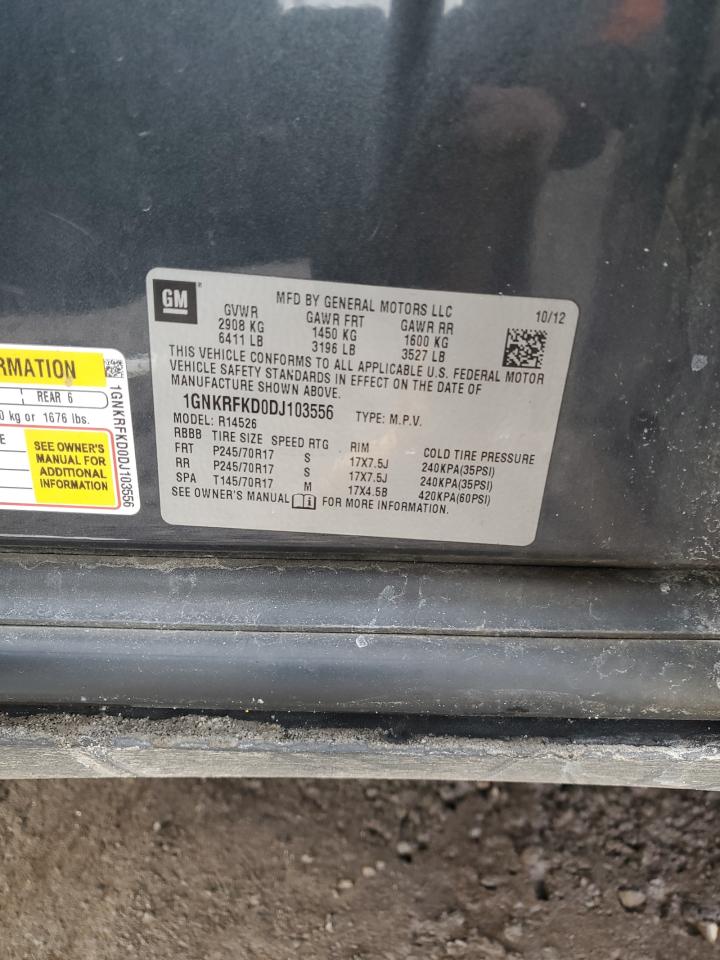 GM
MFD BY GENERAL MOTORS LLC
10/12
GVWR GAWR FRT GAWR RR
2908 KG 1450 KG 1600 KG
6411 LB 3196 LB 3527 LB
THIS VEHICLE CONFORMS TO ALL APPLICABLE U.S. FEDERAL MOTOR
VEHICLE SAFETY STANDARDS IN EFFECT ON THE DATE OF
MANUFACTURE SHOWN ABOVE.
1GNKRFKD0DJ103556 TYPE: M.P.V.
MODEL: R14526
RBBB TIRE SIZE SPEED RTG RIM COLD TIRE PRESSURE
FRT P245/70R17 S 17X7.5J 240KPA(35PSI)
RR P245/70R17 S 17X7.5J 240KPA(35PSI)
SPA T145/70R17 M 17X4.5B 420KPA(60PSI)
SEE OWNER'S MANUAL FOR MORE INFORMATION.
RMATION
REAR 6
0 kg or 1676 lbs.
E
SEE OWNER'S
MANUAL FOR
ADDITIONAL
INFORMATION
1GNKRFKD0DJ103556